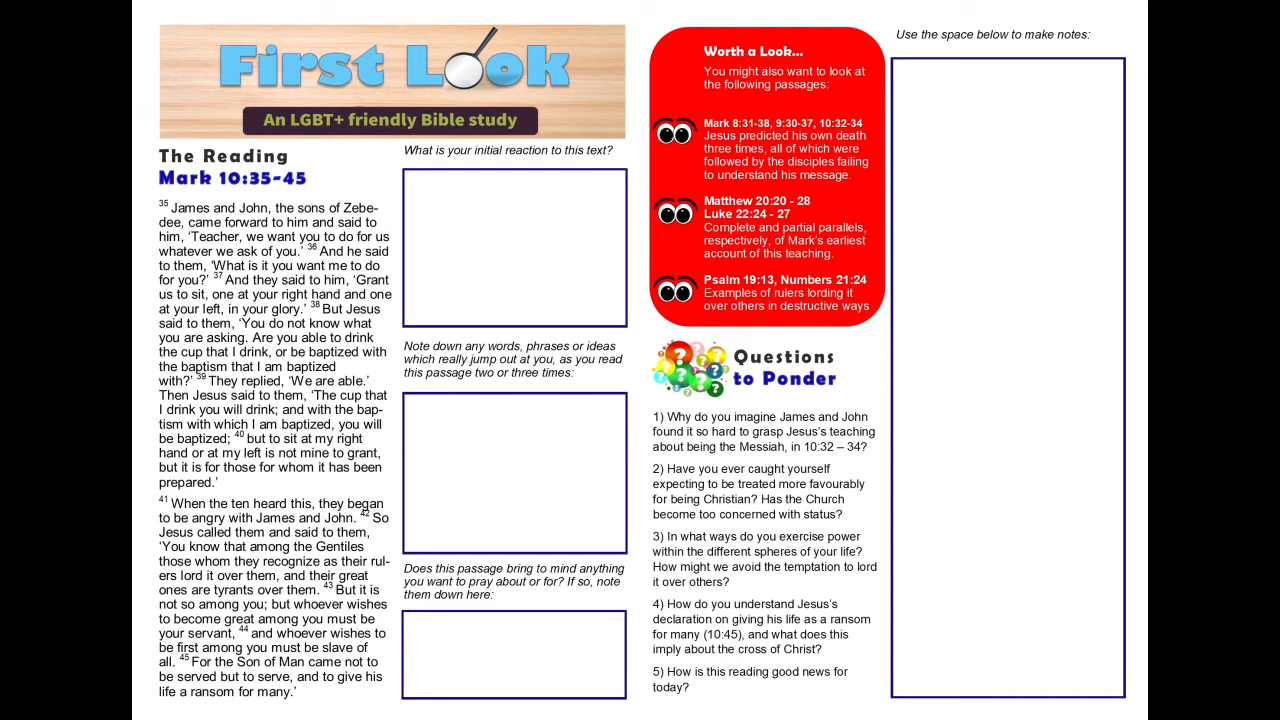 First Look
An LGBT+ friendly Bible study
The Reading
Mark 10:35-45
35 James and John, the sons of Zebe-
dee, came forward to him and said to
him, ‘Teacher, we want you to do for us
whatever we ask of you.’ 36 And he said
to them, ‘What is it you want me to do
for you?’ 37 And they said to him, ‘Grant
us to sit, one at your right hand and one
at your left, in your glory.’ 38 But Jesus
said to them, ‘You do not know what
you are asking. Are you able to drink
the cup that I drink, or be baptized with
the baptism that I am baptized
with?’ 39 They replied, ‘We are able.’
Then Jesus said to them, ‘The cup that
I drink you will drink; and with the bap-
tism with which I am baptized, you will
be baptized; 40 but to sit at my right
hand or at my left is not mine to grant,
but it is for those for whom it has been
prepared.’
41 When the ten heard this, they began
to be angry with James and John. 42 So
Jesus called them and said to them,
‘You know that among the Gentiles
those whom they recognize as their rul-
ers lord it over them, and their great
ones are tyrants over them. 43 But it is
not so among you; but whoever wishes
to become great among you must be
your servant, 44 and whoever wishes to
be first among you must be slave of
all. 45 For the Son of Man came not to
be served but to serve, and to give his
life a ransom for many.’
What is your initial reaction to this text?
Note down any words, phrases or ideas
which really jump out at you, as you read
this passage two or three times:
Does this passage bring to mind anything
you want to pray about or for? If so, note
them down here:
Worth a Look...
You might also want to look at
the following passages:
Mark 8:31-38, 9:30-37, 10:32-34
Jesus predicted his own death
three times, all of which were
followed by the disciples failing
to understand his message.
Matthew 20:20 - 28
Luke 22:24 - 27
Complete and partial parallels,
respectively, of Mark's earliest
account of this teaching.
Psalm 19:13, Numbers 21:24
Examples of rulers lording it
over others in destructive ways
Questions
to Ponder
1) Why do you imagine James and John
found it so hard to grasp Jesus's teaching
about being the Messiah, in 10:32 – 34?
2) Have you ever caught yourself
expecting to be treated more favourably
for being Christian? Has the Church
become too concerned with status?
3) In what ways do you exercise power
within the different spheres of your life?
How might we avoid the temptation to lord
it over others?
4) How do you understand Jesus's
declaration on giving his life as a ransom
for many (10:45), and what does this
imply about the cross of Christ?
5) How is this reading good news for
today?
Use the space below to make notes: